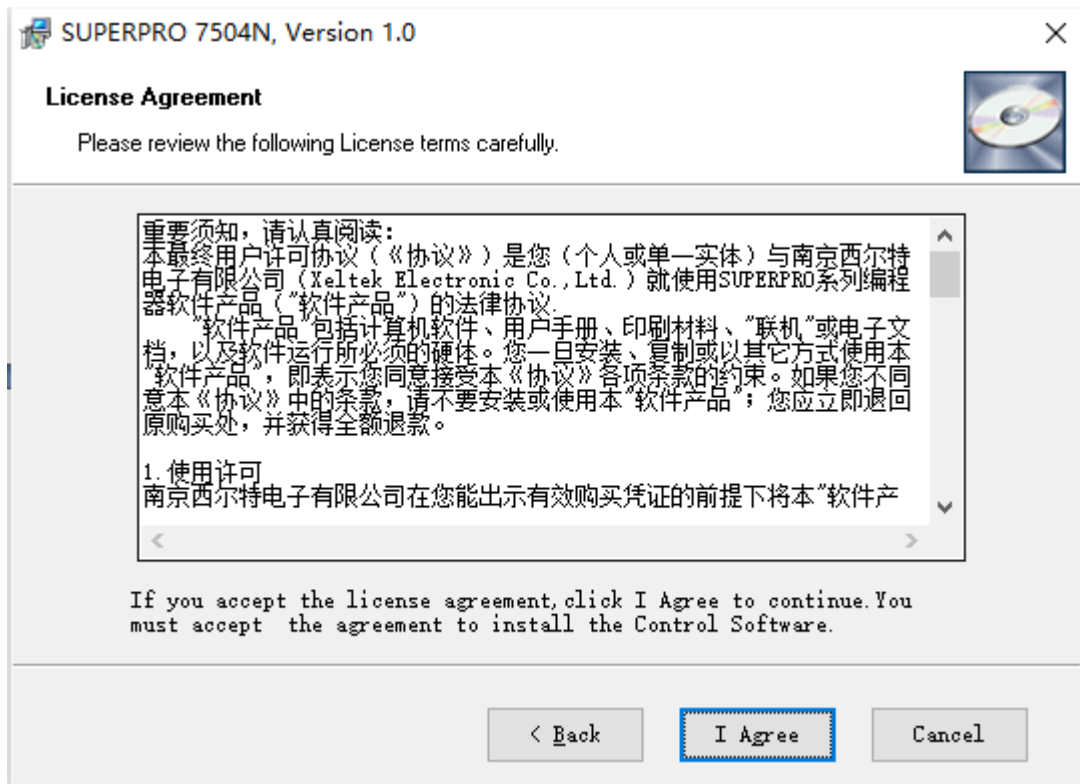 SUPERPRO 7504N, Version 1.0
License Agreement
Please review the following License terms carefully.
重要须知，请认真阅读：
本最终用户许可协议（《协议》）是您（个人或单一实体）与南京西尔特
电子有限公司（Xeltek Electronic Co.,Ltd.）就使用SUPERPRO系列编程
器软件产品（"软件产品"）的法律协议.
"软件产品"包括计算机软件、用户手册、印刷材料、"联机"或电子文
档，以及软件运行所必须的硬体。您一旦安装、复制或以其它方式使用本
"软件产品"，即表示您同意接受本《协议》各项条款的约束。如果您不同
意本《协议》中的条款，请不要安装或使用本"软件产品"；您应立即退回
原购买处，并获得全额退款。
1.使用许可
南京西尔特电子有限公司在您能出示有效购买凭证的前提下将本"软件产
If you accept the license agreement,click I Agree to continue.You
must accept  the agreement to install the Control Software.
< Back
I Agree
Cancel